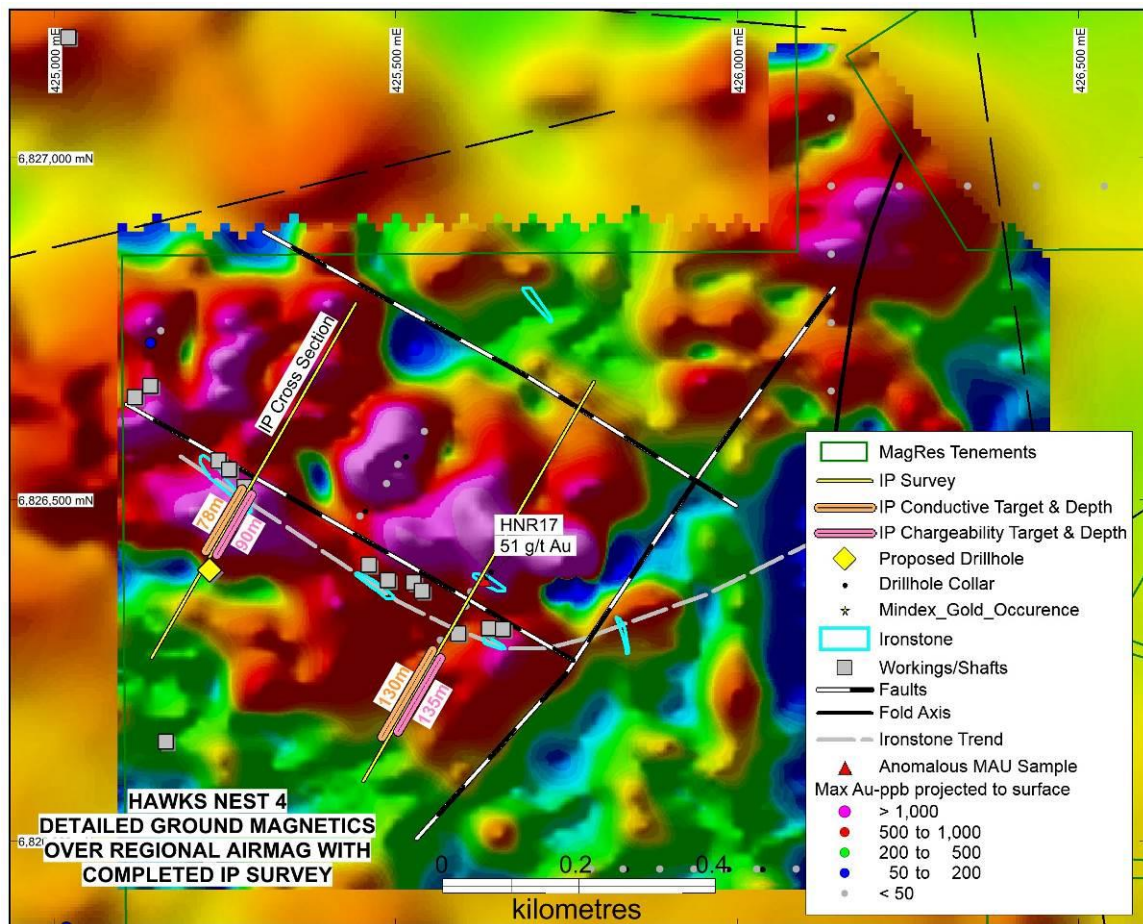 425,000 mE
425,500 mE
426,000 mE
426,500 mE
6,827,000 mN
IP Cross Section
6,826,500 mN
78m
90m
HNR17
51 g/t Au
130m
135m
HAWKS NEST 4
DETAILED GROUND MAGNETICS
OVER REGIONAL AIRMAG WITH
COMPLETED IP SURVEY
0 0.2 0.4
kilometres
MagRes Tenements
IP Survey
IP Conductive Target & Depth
IP Chargeability Target & Depth
Proposed Drillhole
Drillhole Collar
Mindex_Gold_Occurence
Ironstone
Workings/Shafts
Faults
Fold Axis
Ironstone Trend
Anomalous MAU Sample
Max Au-ppb projected to surface
> 1,000
500 to 1,000
200 to 500
50 to 200
< 50